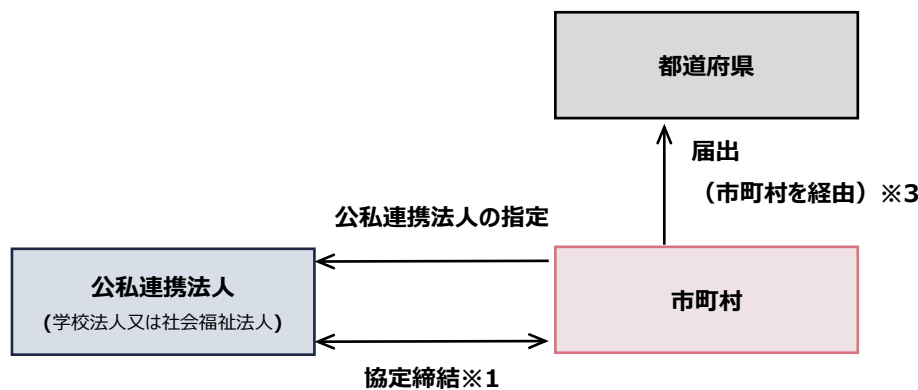 都道府県
届出
（市町村を経由）※3
公私連携法人の指定
公私連携法人
(学校法人又は社会福祉法人)
市町村
協定締結※1